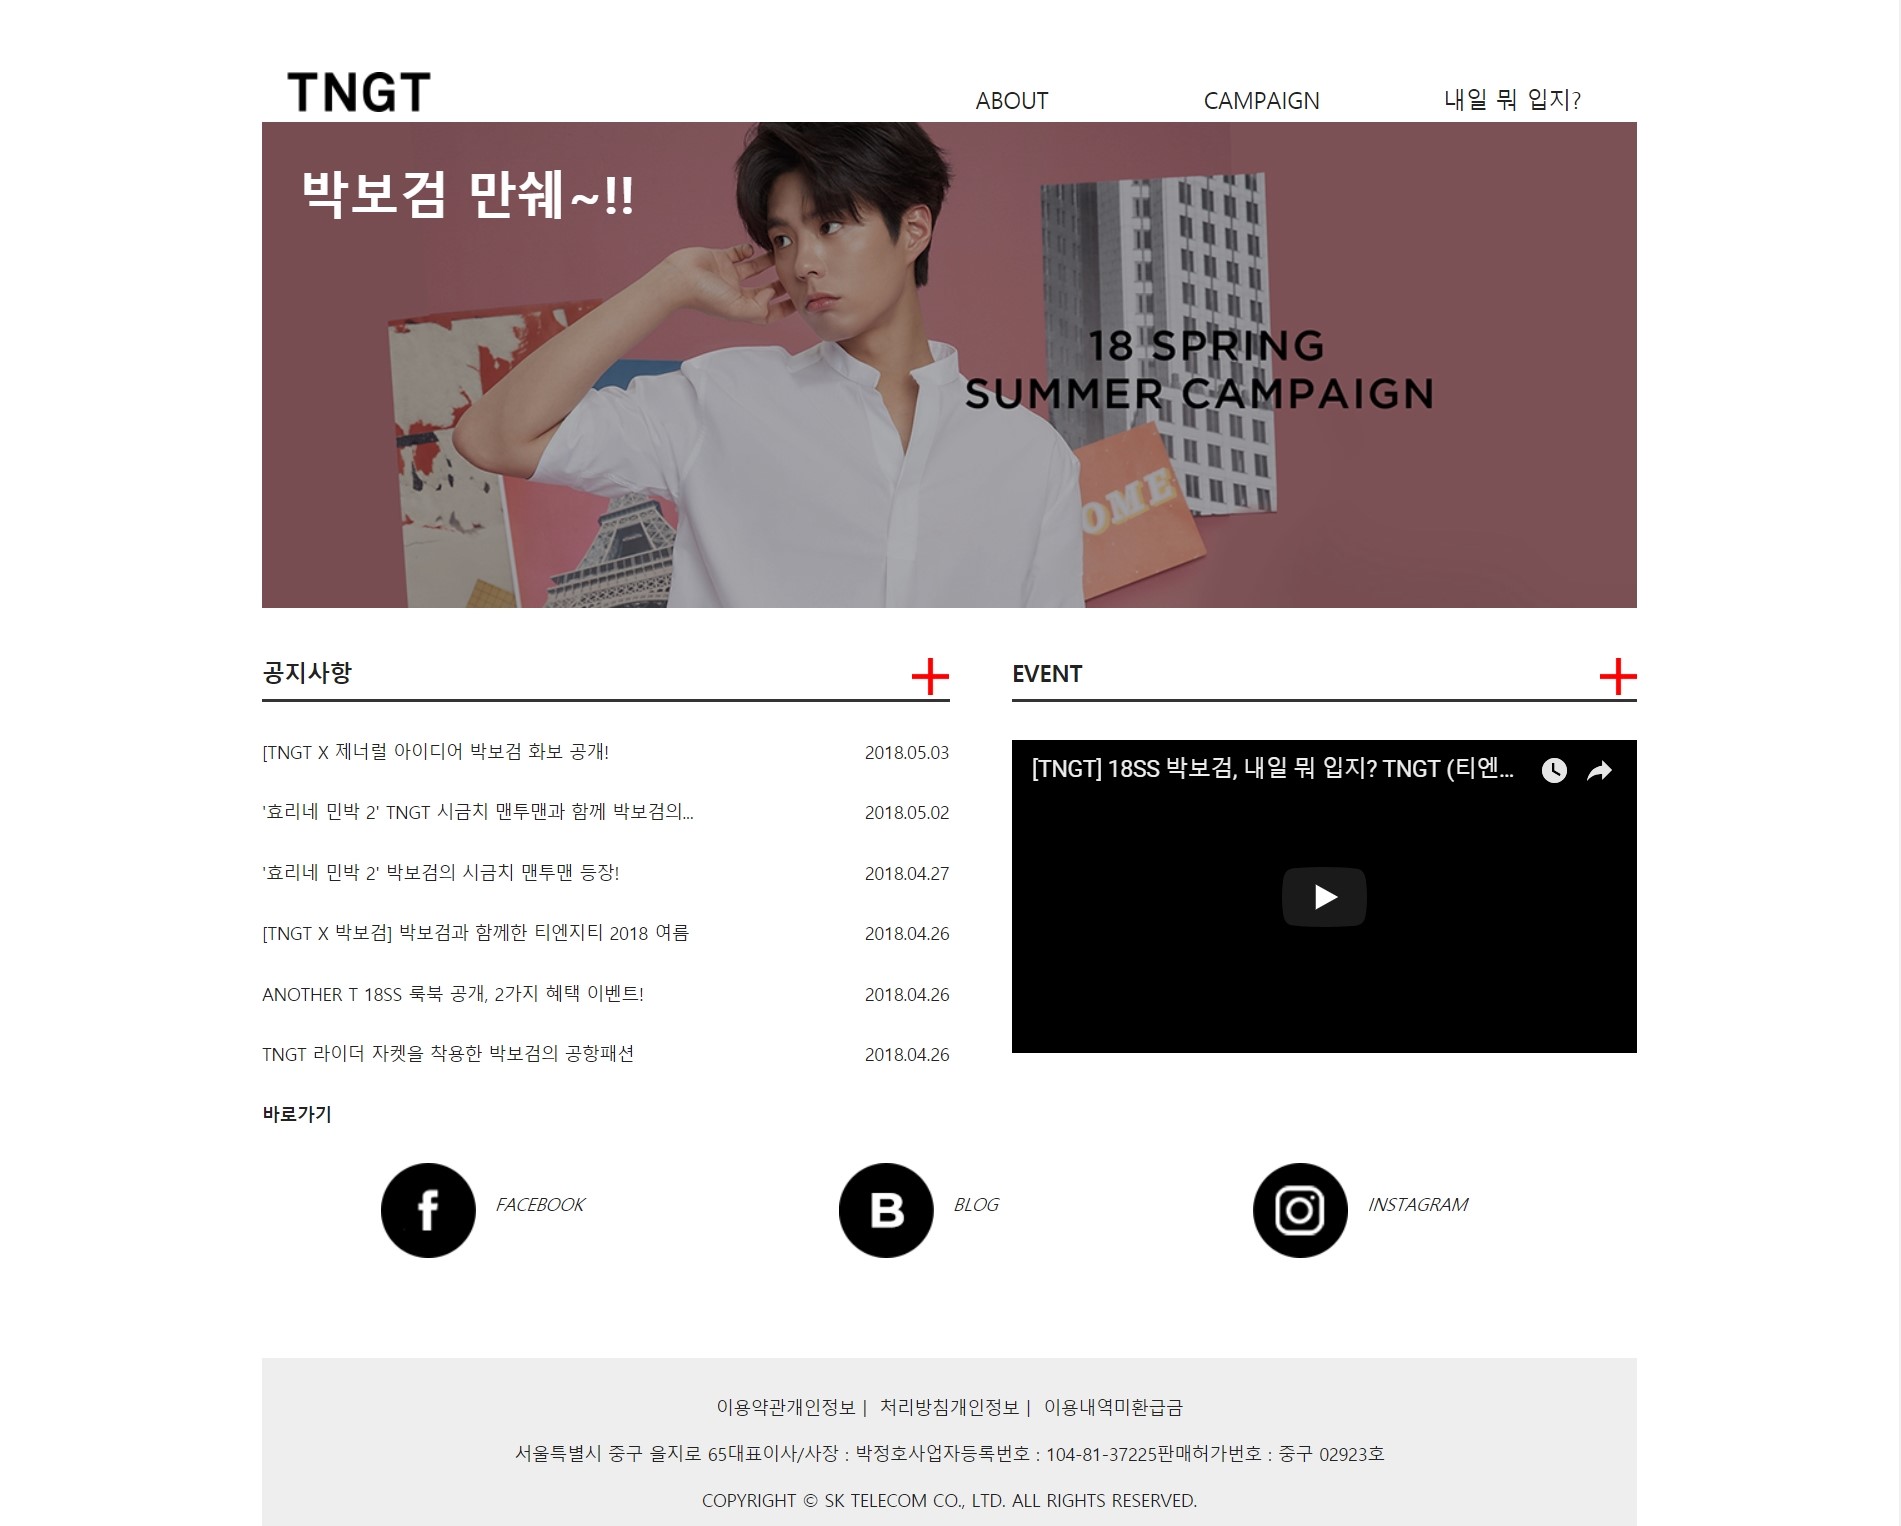 TNGT
ABOUT
CAMPAIGN
내일 뭐 입지?
박보검 만쉐~!!
18 SPRING
SUMMER CAMPAIGN
OME
공지사항
[TNGT X 제너럴 아이디어 박보검 화보 공개! 2018.05.03
'효리네 민박 2' TNGT 시금치 맨투맨과 함께 박보검의... 2018.05.02
'효리네 민박 2' 박보검의 시금치 맨투맨 등장! 2018.04.27
[TNGT X 박보검] 박보검과 함께한 티엔지티 2018 여름 2018.04.26
ANOTHER T 18SS 룩북 공개, 2가지 혜택 이벤트! 2018.04.26
TNGT 라이더 자켓을 착용한 박보검의 공항패션 2018.04.26
EVENT
[TNGT] 18SS 박보검, 내일 뭐 입지? TNGT (티엔...
바로가기
FACEBOOK
B BLOG
INSTAGRAM
이용약관개인정보 | 처리방침개인정보 | 이용내역미환급금
서울특별시 중구 을지로 65대표이사/사장 : 박정호사업자등록번호 : 104-81-37225판매허가번호 : 중구 02923호
COPYRIGHT © SK TELECOM CO., LTD. ALL RIGHTS RESERVED.